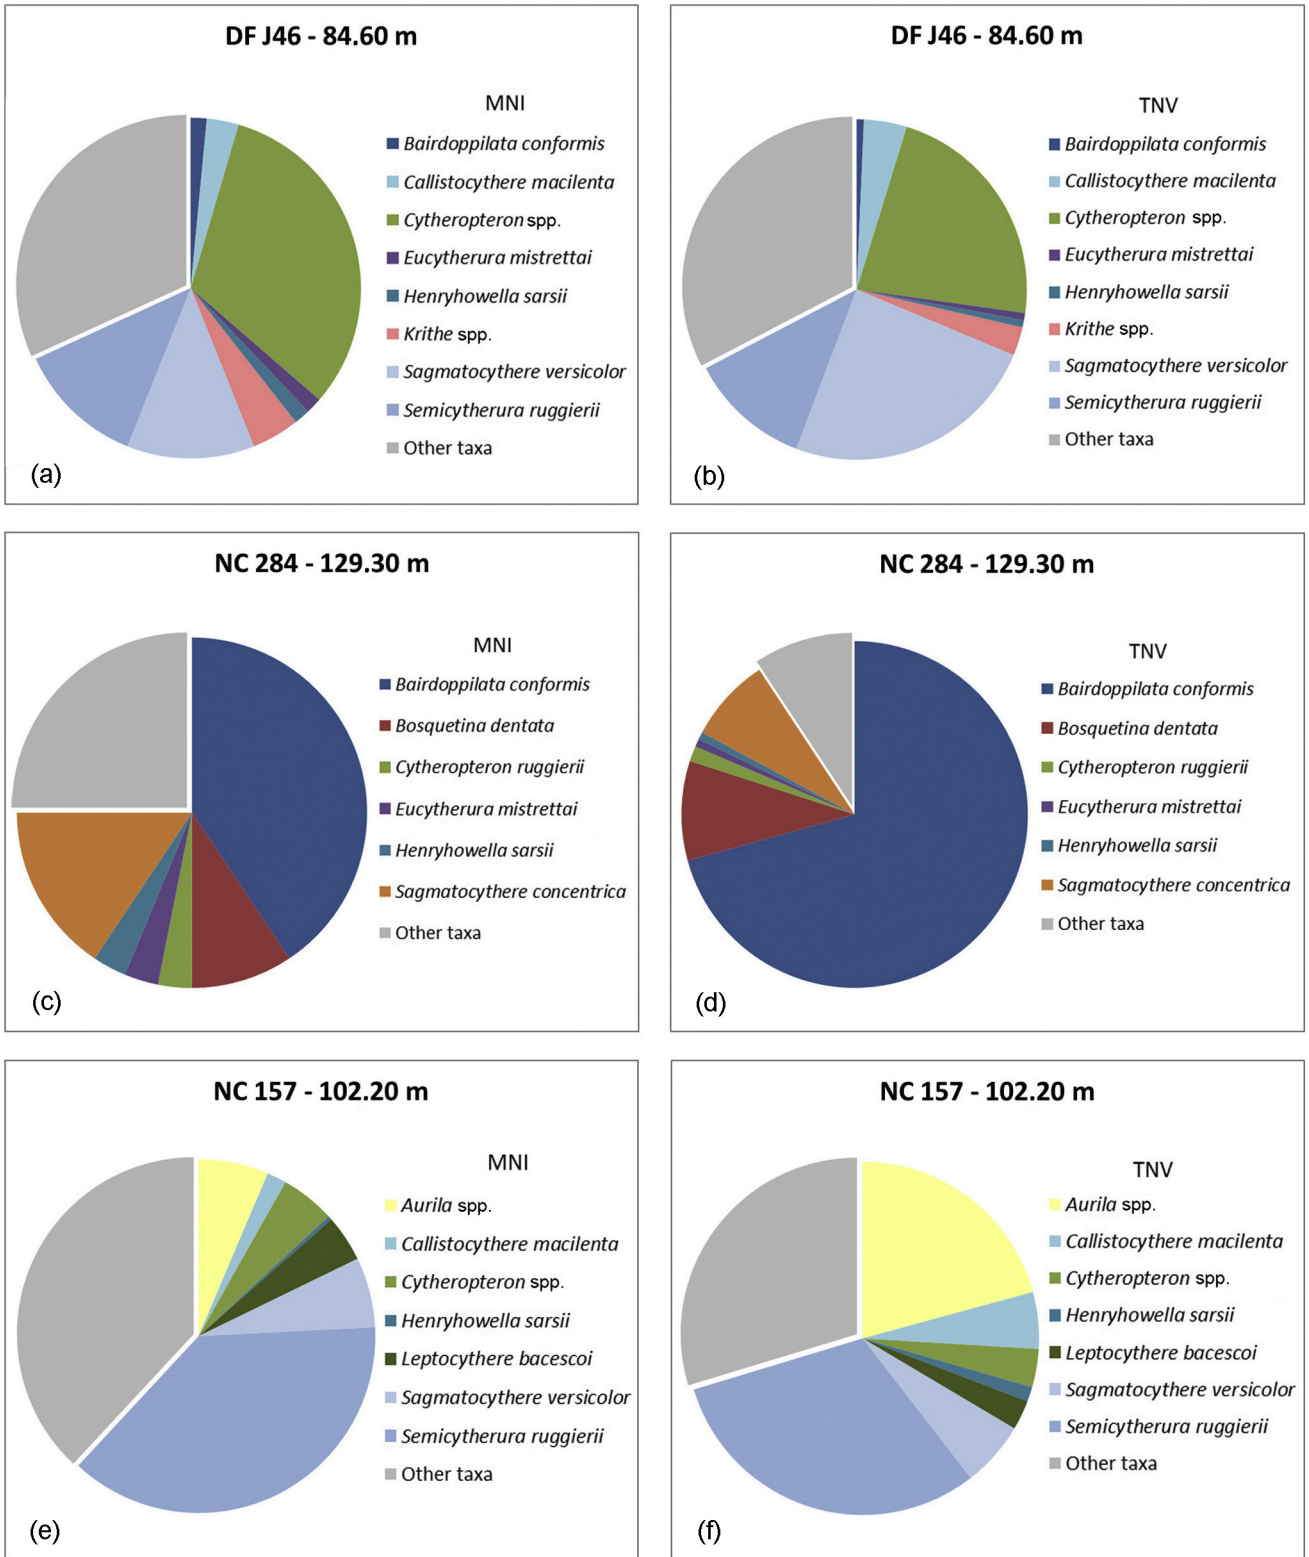 DF J46 - 84.60 m
MNI
Bairdoppilata conformis
Callistocythere macilenta
Cytheropteron spp.
Eucytherura mistrettai
Henryhowella sarsii
Krithe spp.
Sagmatocythere versicolor
Semicytherura ruggierii
Other taxa
(a)
DF J46 - 84.60 m
TNV
Bairdoppilata conformis
Callistocythere macilenta
Cytheropteron spp.
Eucytherura mistrettai
Henryhowella sarsii
Krithe spp.
Sagmatocythere versicolor
Semicytherura ruggierii
Other taxa
(b)
NC 284 - 129.30 m
MNI
Bairdoppilata conformis
Bosquetina dentata
Cytheropteron ruggierii
Eucytherura mistrettai
Henryhowella sarsii
Sagmatocythere concentrica
Other taxa
(c)
NC 284 - 129.30 m
TNV
Bairdoppilata conformis
Bosquetina dentata
Cytheropteron ruggierii
Eucytherura mistrettai
Henryhowella sarsii
Sagmatocythere concentrica
Other taxa
(d)
NC 157 - 102.20 m
MNI
Aurila spp.
Callistocythere macilenta
Cytheropteron spp.
Henryhowella sarsii
Leptocythere bacescoi
Sagmatocythere versicolor
Semicytherura ruggierii
Other taxa
(e)
NC 157 - 102.20 m
TNV
Aurila spp.
Callistocythere macilenta
Cytheropteron spp.
Henryhowella sarsii
Leptocythere bacescoi
Sagmatocythere versicolor
Semicytherura ruggierii
Other taxa
(f)